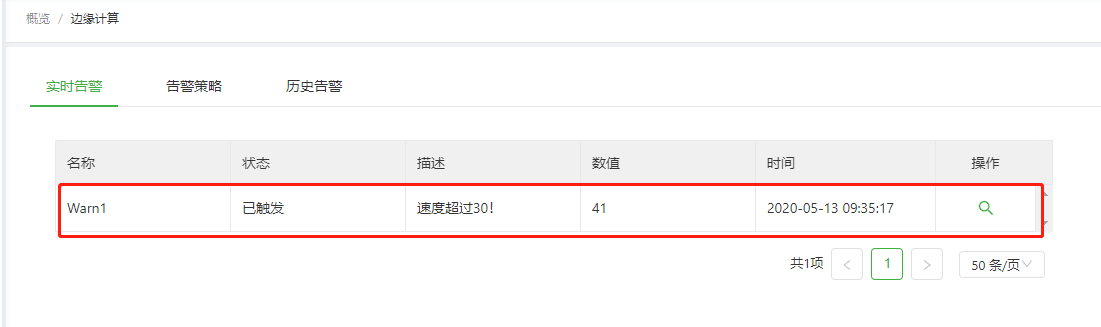 概览 / 边缘计算
实时告警 告警策略 历史告警
名称 状态 描述 数值 时间 操作
Warn1 已触发 速度超过30! 41 2020-05-13 09:35:17
共1项 < 1 > 50 条/页